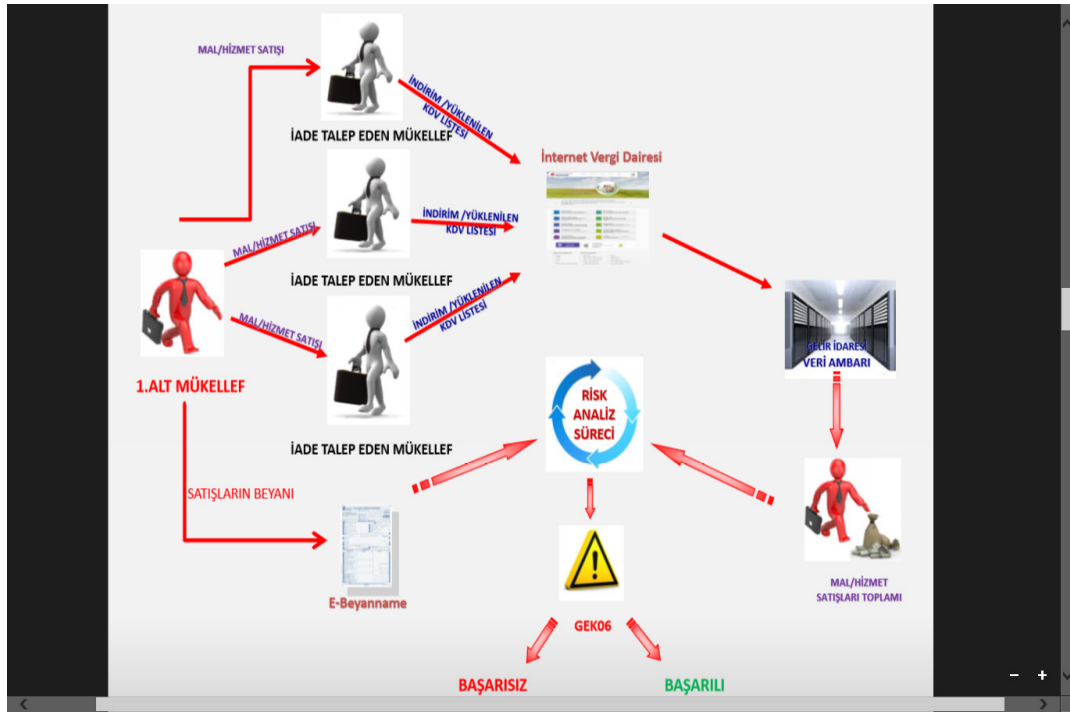 MAL/HİZMET SATIŞI
İNDİRİM /YÜKLENİLEN
KDV LİSTESİ
İADE TALEP EDEN MÜKELLEF
İnternet Vergi Dairesi
MAL/HİZMET SATIŞI
İNDİRİM /YÜKLENİLEN
KDV LİSTESİ
İADE TALEP EDEN MÜKELLEF
MAL/HİZMET SATIŞI
İNDİRİM /YÜKLENİLEN
KDV LİSTESİ
GELİR İDARESİ
VERİ AMBARI
1.ALT MÜKELLEF
RİSK
ANALİZ
SÜRECİ
İADE TALEP EDEN MÜKELLEF
SATIŞLARIN BEYANI
E-Beyanname
MAL/HİZMET
SATIŞLARI TOPLAMI
GEK06
BAŞARISIZ
BAŞARILI